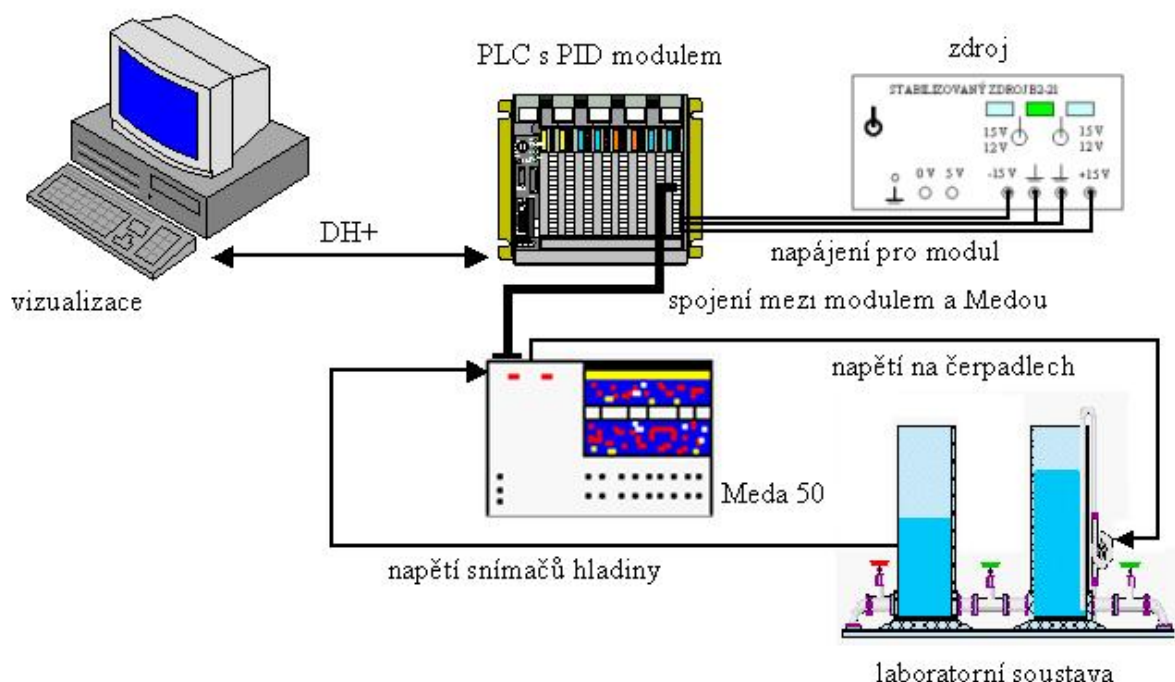 zdroj
PLC s PID modulem
STABILIZOVANÝ ZDROJ B2-21
15 V
12 V
15 V
12 V
0 V 5 V
-15 V
+15 V
DH+
napájení pro modul
vizualizace
spojení mezi modulem a Medou
napětí na čerpadlech
Meda 50
napětí snímačů hladiny
laboratorní soustava